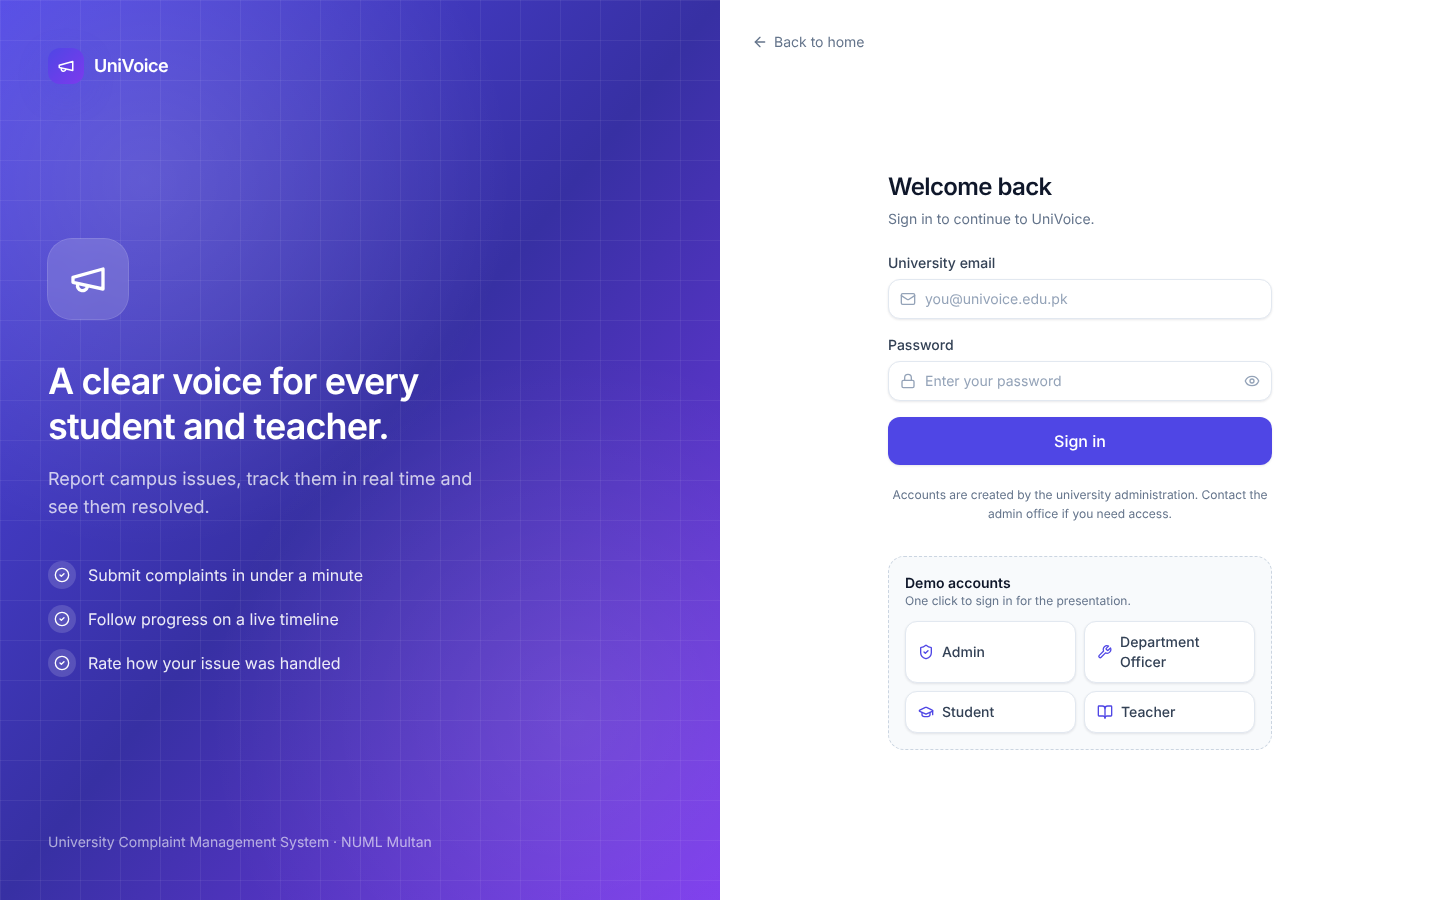 UniVoice
A clear voice for every
student and teacher.
Report campus issues, track them in real time and
see them resolved.
Submit complaints in under a minute
Follow progress on a live timeline
Rate how your issue was handled
University Complaint Management System · NUML Multan
Back to home
Welcome back
Sign in to continue to UniVoice.
University email
you@univoice.edu.pk
Password
Enter your password
Sign in
Accounts are created by the university administration. Contact the
admin office if you need access.
Demo accounts
One click to sign in for the presentation.
Admin
Department
Officer
Student
Teacher